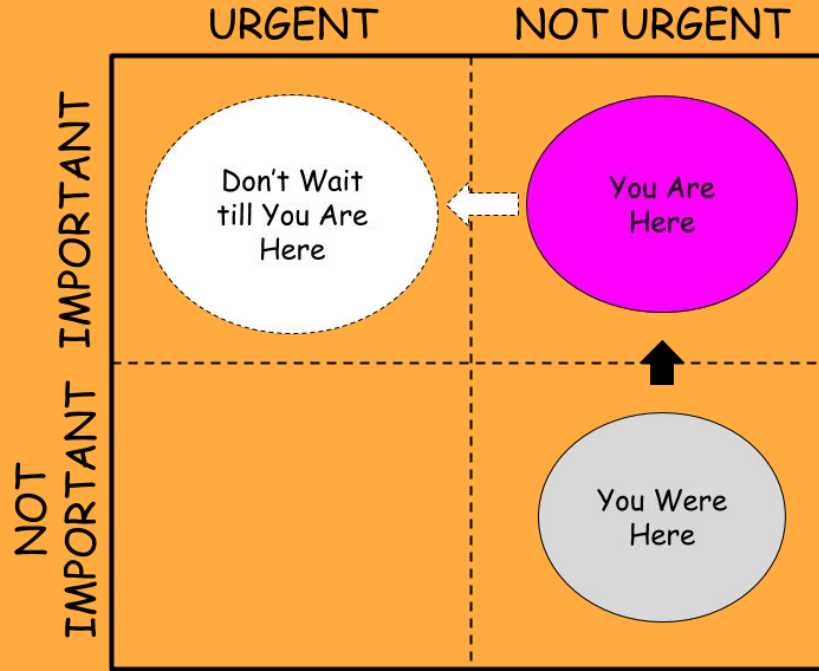 URGENT
NOT URGENT
IMPORTANT
Don't Wait
till You Are
Here
You Are
Here
NOT
IMPORTANT
You Were
Here